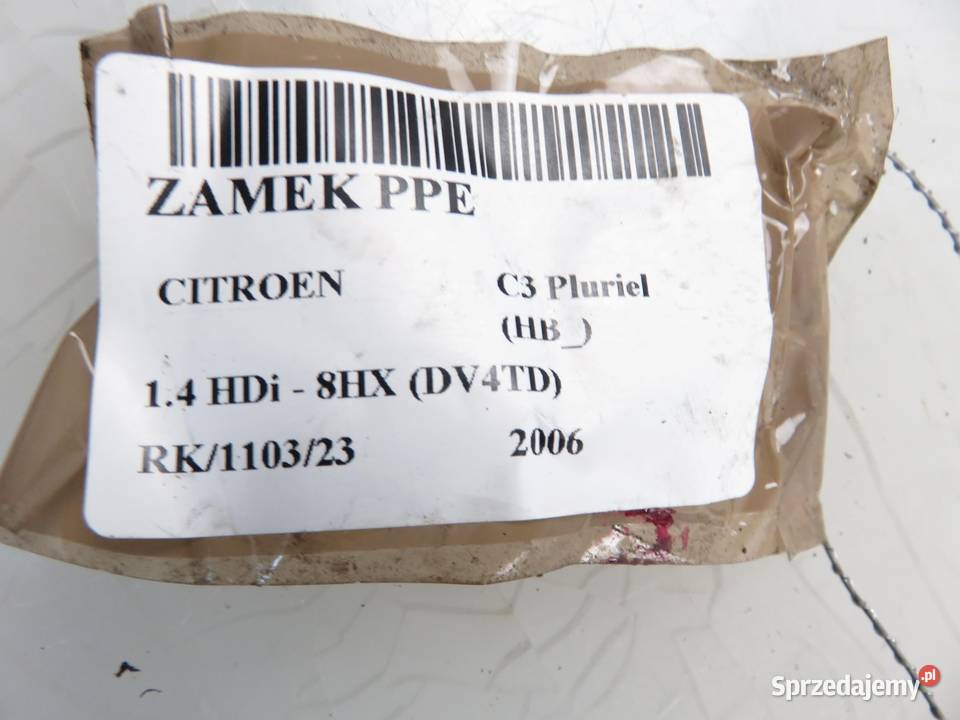 ZAMEK PPE
CITROEN C3 Pluriel
(HB_)
1.4 HDi - 8HX (DV4TD)
RK/1103/23 2006
Sprzedajemy.pl